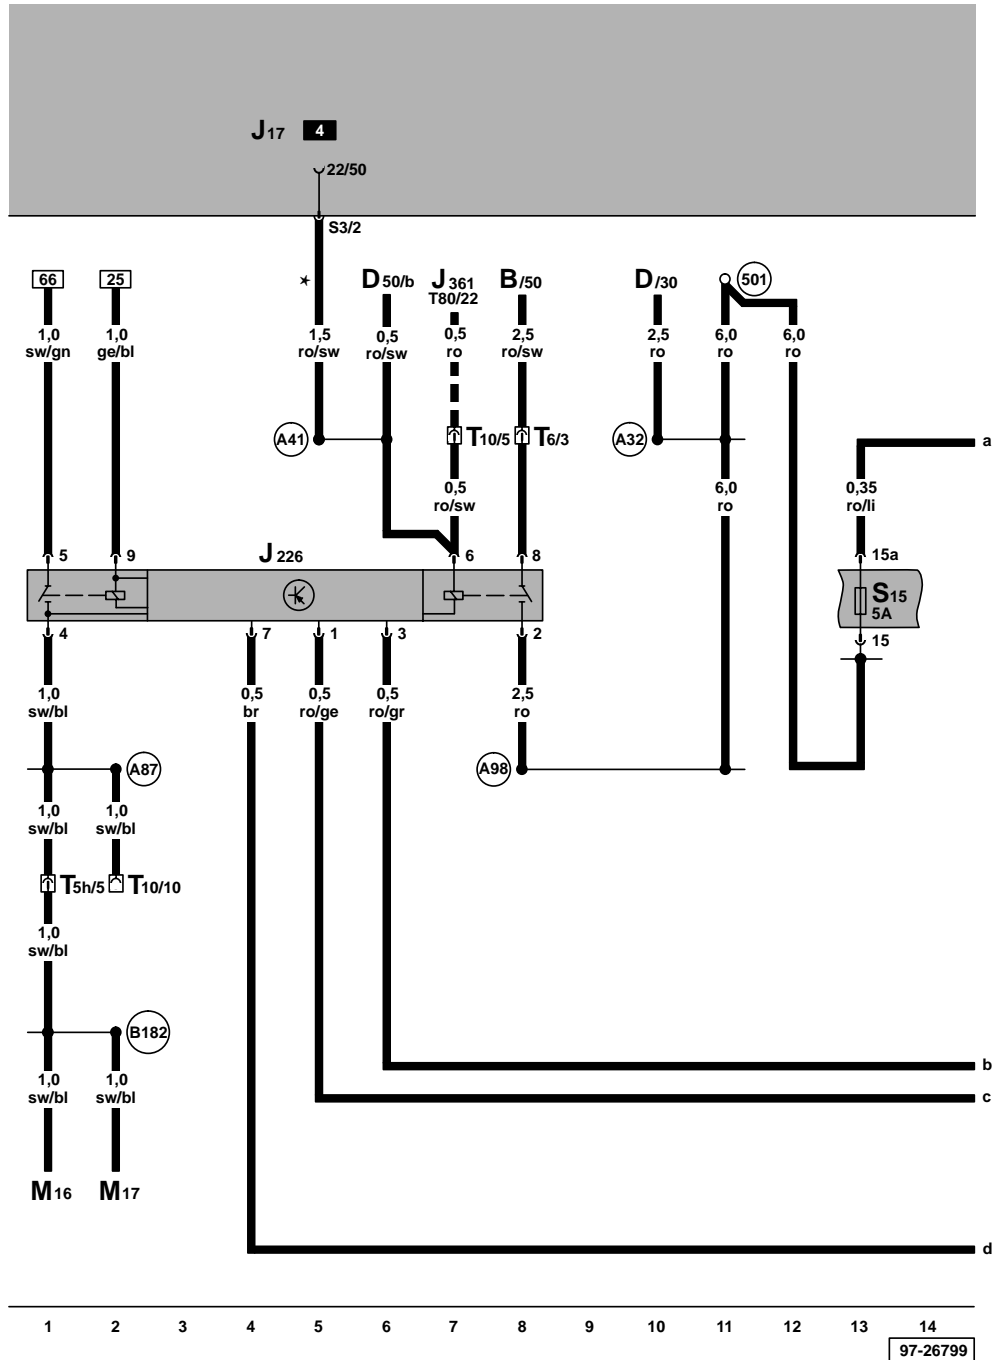 J17 4
22/50
S3/2
66 25 D 50/b J 361 B/50 D/30 501
T80/22
1,0 1,0 1,5 0,5 0,5 2,5 2,5 6,0 6,0
sw/gn ge/bl ro/sw ro/sw ro ro/sw ro ro ro
A41 T10/5 T6/3 A32 a
0,5 6,0 0,35
ro/sw ro ro/li
5 9 J 226 6 8 15a
S15
5A
4 7 1 3 2 15
1,0 0,5 0,5 0,5 2,5
sw/bl br ro/ge ro/gr ro
A87 A98
1,0 1,0
sw/bl sw/bl
T5h/5 T10/10
1,0
sw/bl
B182
b
1,0 1,0
sw/bl sw/bl
c
M16 M17
d
1 2 3 4 5 6 7 8 9 10 11 12 13 14
97-26799